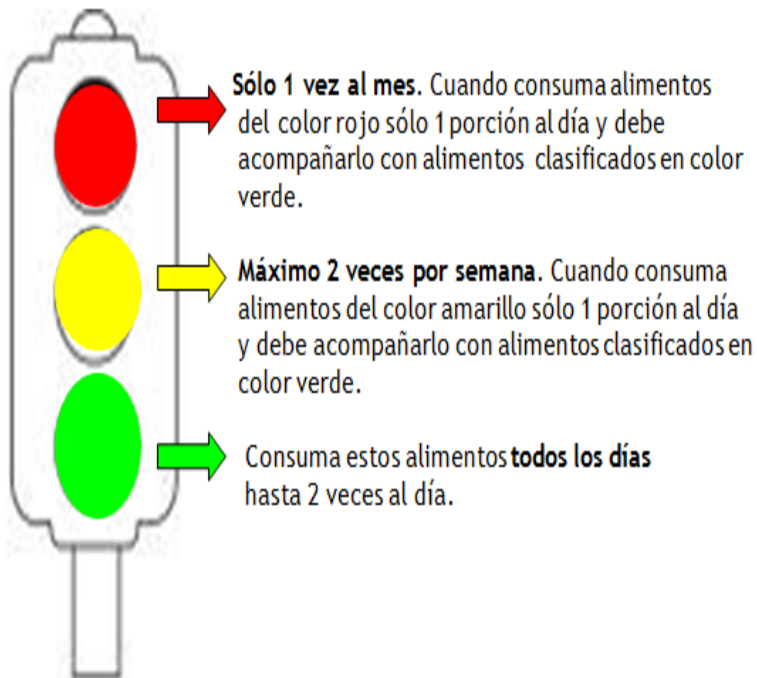 Sólo 1 vez al mes. Cuando consuma alimentos
del color rojo sólo 1 porción al día y debe
acompañarlo con alimentos clasificados en color
verde.
Máximo 2 veces por semana. Cuando consuma
alimentos del color amarillo sólo 1 porción al día
y debe acompañarlo con alimentos clasificados en
color verde.
Consuma estos alimentos todos los días
hasta 2 veces al día.